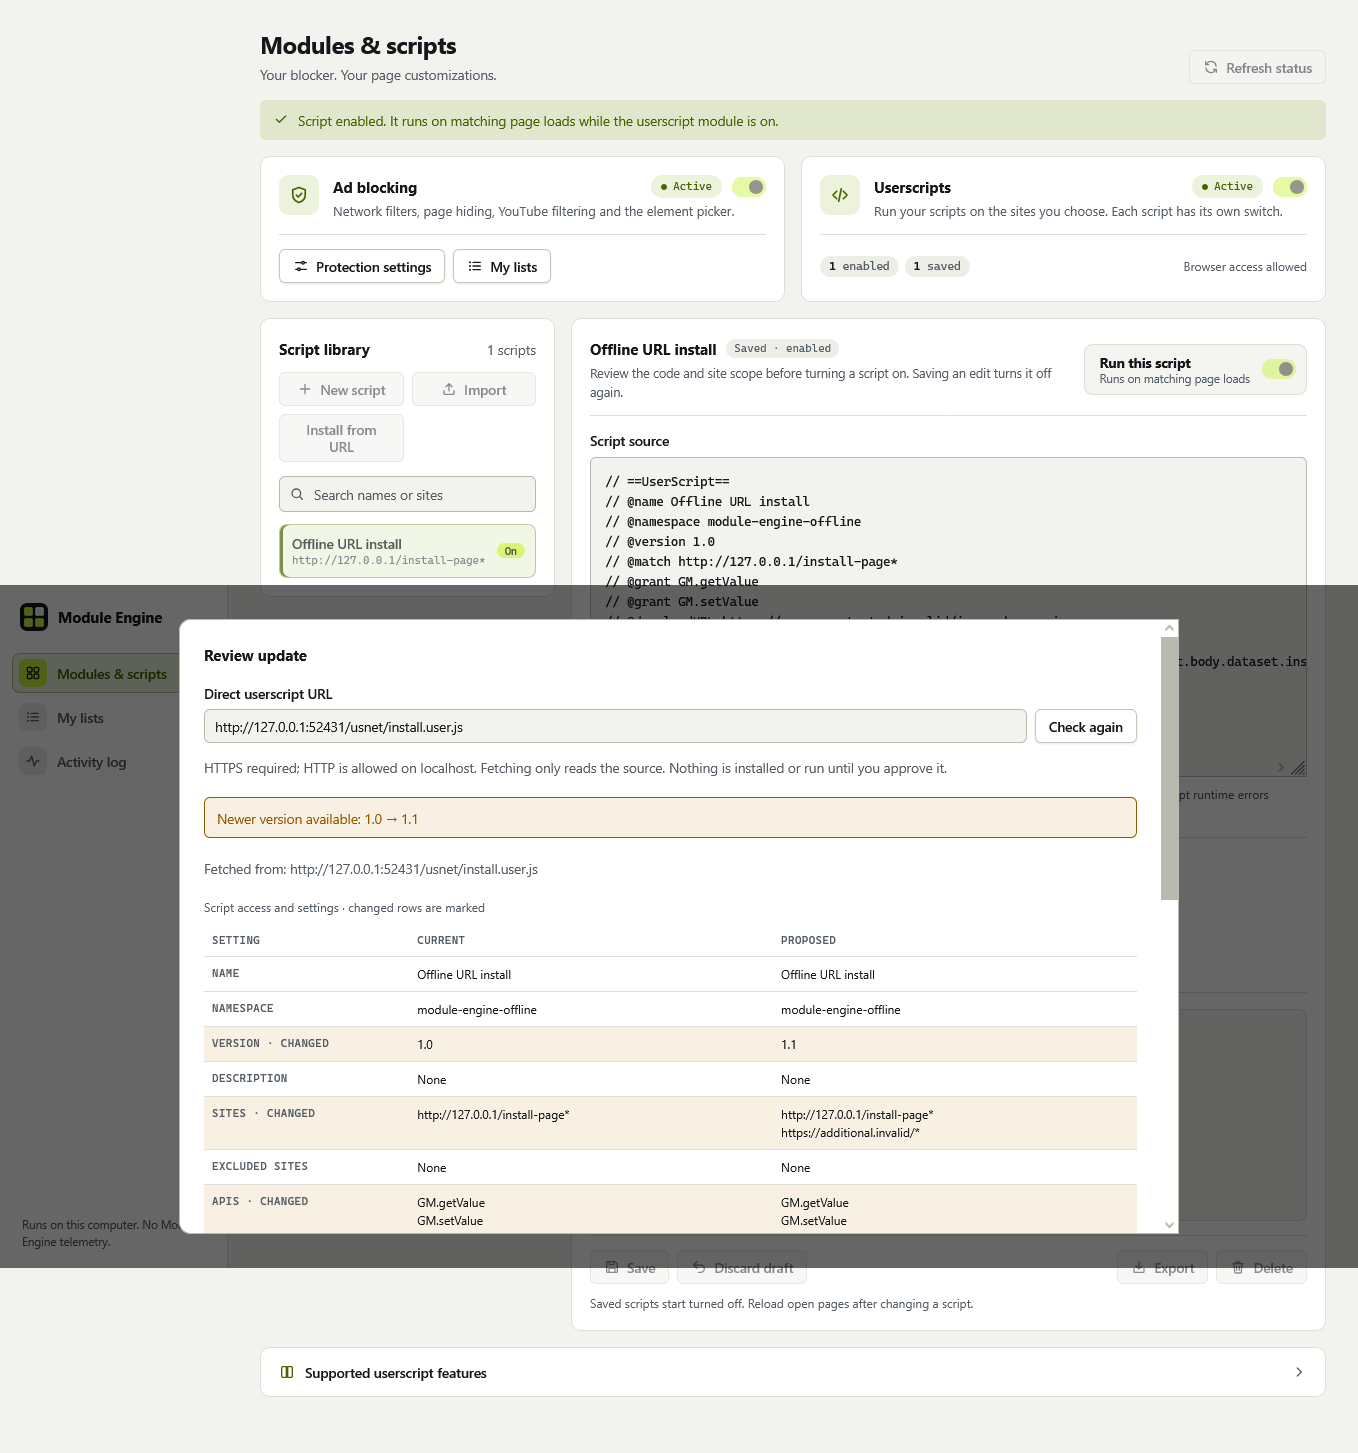 Modules & scripts
Your blocker. Your page customizations.
Refresh status
Script enabled. It runs on matching page loads while the userscript module is on.
Ad blocking
Active
Network filters, page hiding, YouTube filtering and the element picker.
Protection settings
My lists
Userscripts
Active
Run your scripts on the sites you choose. Each script has its own switch.
1 enabled
1 saved
Browser access allowed
Script library
1 scripts
New script
Import
Install from
URL
Search names or sites
Offline URL install
http://127.0.0.1/install-page*
On
Offline URL install
Saved · enabled
Review the code and site scope before turning a script on. Saving an edit turns it off
again.
Run this script
Runs on matching page loads
Script source
// ==UserScript==
// @name Offline URL install
// @namespace module-engine-offline
// @version 1.0
// @match http://127.0.0.1/install-page*
// @grant GM.getValue
// @grant GM.setValue
t.body.dataset.ins
pt runtime errors
Module Engine
Modules & scripts
My lists
Activity log
Runs on this computer. No Mo
Engine telemetry.
Review update
Direct userscript URL
http://127.0.0.1:52431/usnet/install.user.js
Check again
HTTPS required; HTTP is allowed on localhost. Fetching only reads the source. Nothing is installed or run until you approve it.
Newer version available: 1.0 → 1.1
Fetched from: http://127.0.0.1:52431/usnet/install.user.js
Script access and settings · changed rows are marked
SETTING CURRENT PROPOSED
NAME Offline URL install Offline URL install
NAMESPACE module-engine-offline module-engine-offline
VERSION · CHANGED 1.0 1.1
DESCRIPTION None None
SITES · CHANGED http://127.0.0.1/install-page* http://127.0.0.1/install-page*
https://additional.invalid/*
EXCLUDED SITES None None
APIS · CHANGED GM.getValue GM.getValue
GM.setValue GM.setValue
Save
Discard draft
Export
Delete
Saved scripts start turned off. Reload open pages after changing a script.
Supported userscript features